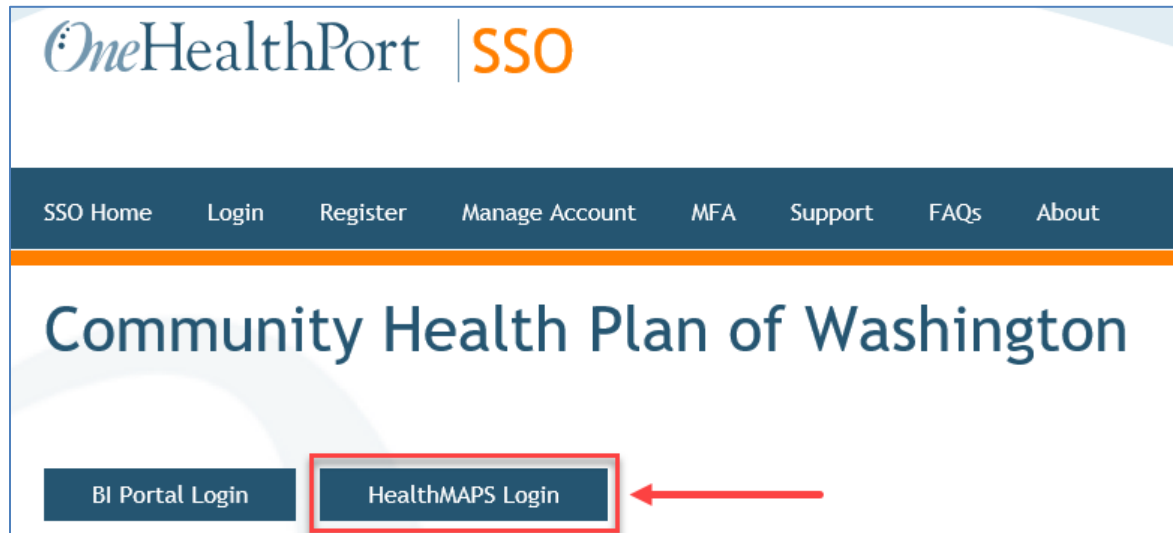 OneHealthPort SSO
SSO Home Login Register Manage Account MFA Support FAQs About
Community Health Plan of Washington
BI Portal Login HealthMAPS Login